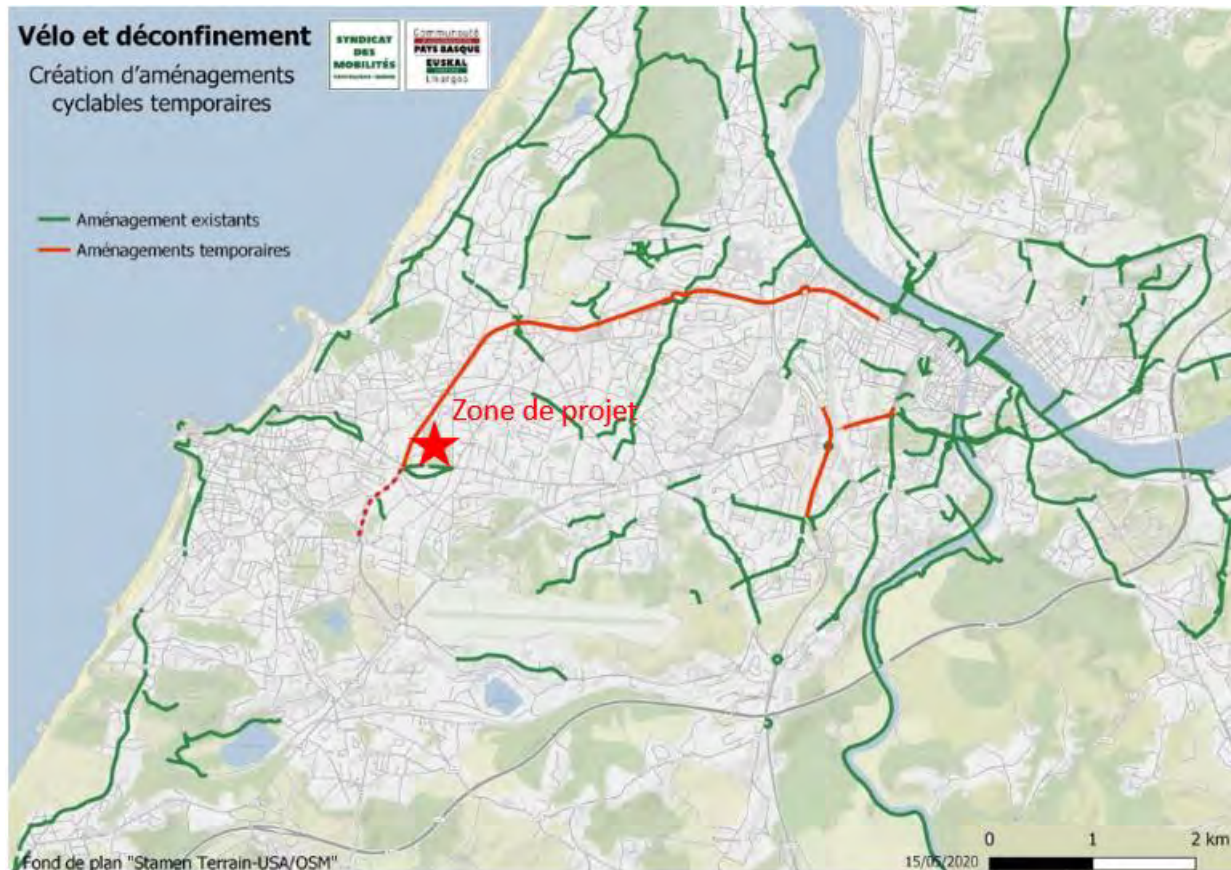 Vélo et déconfinement
Création d'aménagements
cyclables temporaires
SYNDICAT
DES
MOBILITÉS
Communauté
PAYS BASQUE
EUSKAL
Elkargoa
Aménagement existants
Aménagements temporaires
Zone de projet
Fond de plan "Stamen Terrain-USA/OSM"
15/05/2020
0 1 2 km